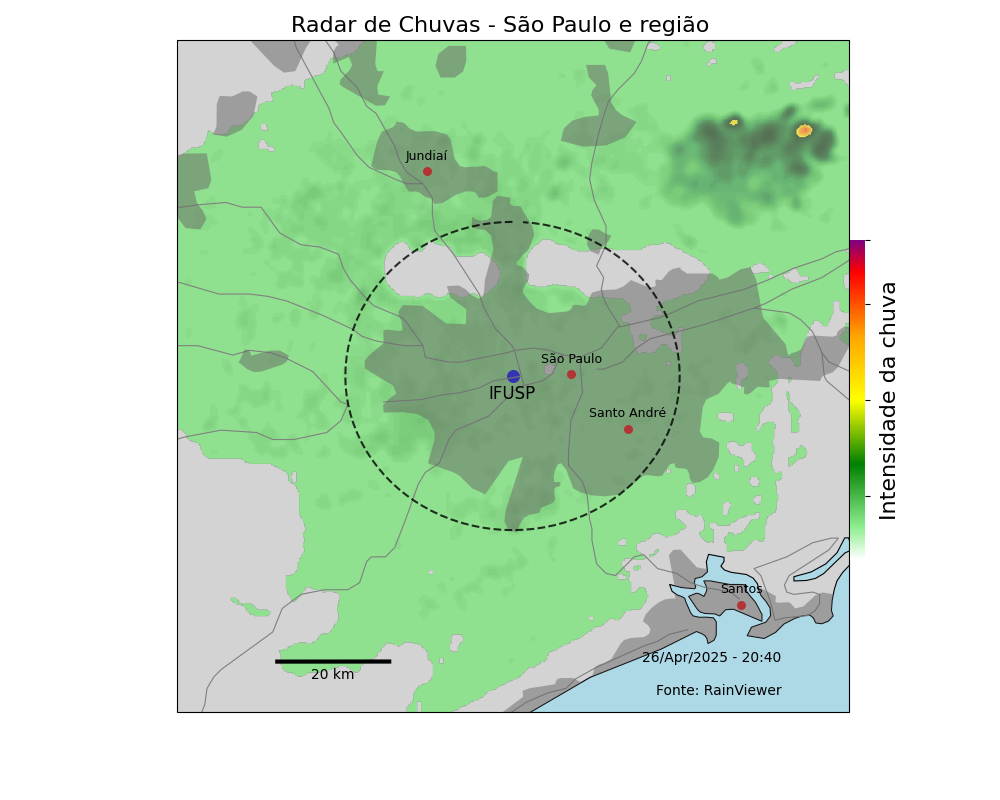 Radar de Chuvas - São Paulo e região
Jundiaí
São Paulo
IFUSP
Santo André
Intensidade da chuva
Santos
26/Apr/2025 - 20:40
20 km
Fonte: RainViewer